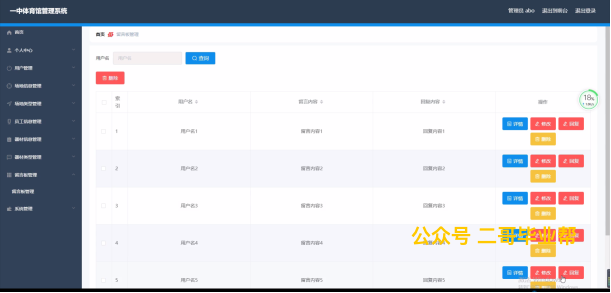 一中体育馆管理系统
管理员 abo 退出到前台 退出登录
首页
个人中心
用户管理
场地信息管理
场地类型管理
员工信息管理
器材信息管理
器材类型管理
留言板管理
留言板管理
系统管理
首页 留言板管理
用户名 用户名 查询
删除
索引 用户名 留言内容 回复内容 操作
1 用户名1 留言内容1 回复内容1 详情 修改 回复 删除
2 用户名2 留言内容2 回复内容2 详情 修改 回复 删除
3 用户名3 留言内容3 回复内容3 详情 修改 回复 删除
4 用户名4 留言内容4 回复内容4
5 用户名5 留言内容5 回复内容5 详情 修改 回复
18%
公众号 二哥毕业帮